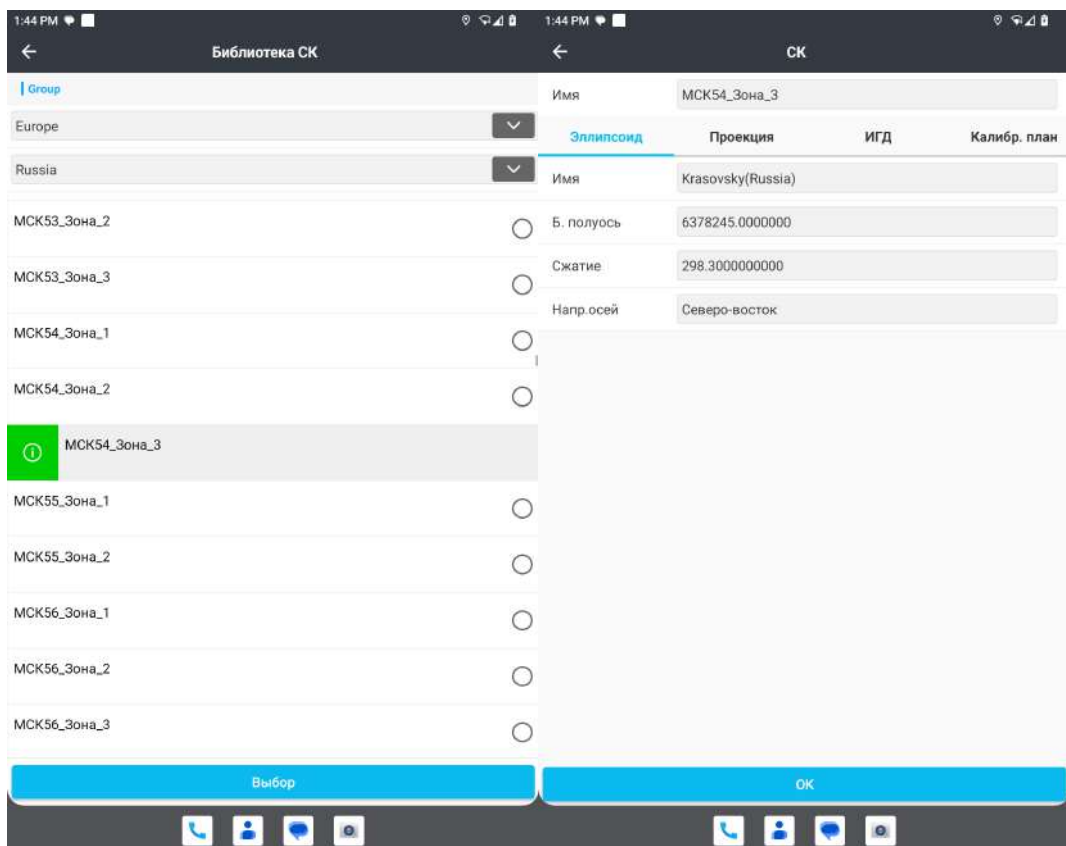 1:44 PM
Библиотека СК
Group
Europe
Russia
МСК53_Зона_2
МСК53_Зона_3
МСК54_Зона_1
МСК54_Зона_2
МСК54_Зона_3
МСК55_Зона_1
МСК55_Зона_2
МСК56_Зона_1
МСК56_Зона_2
МСК56_Зона_3
Выбор
1:44 PM
СК
Имя МСК54_Зона_3
Эллипсоид Проекция ИГД Калибр. план
Имя Krasovsky(Russia)
Б. полуось 6378245.0000000
Сжатие 298.3000000000
Напр.осей Северо-восток
ОК